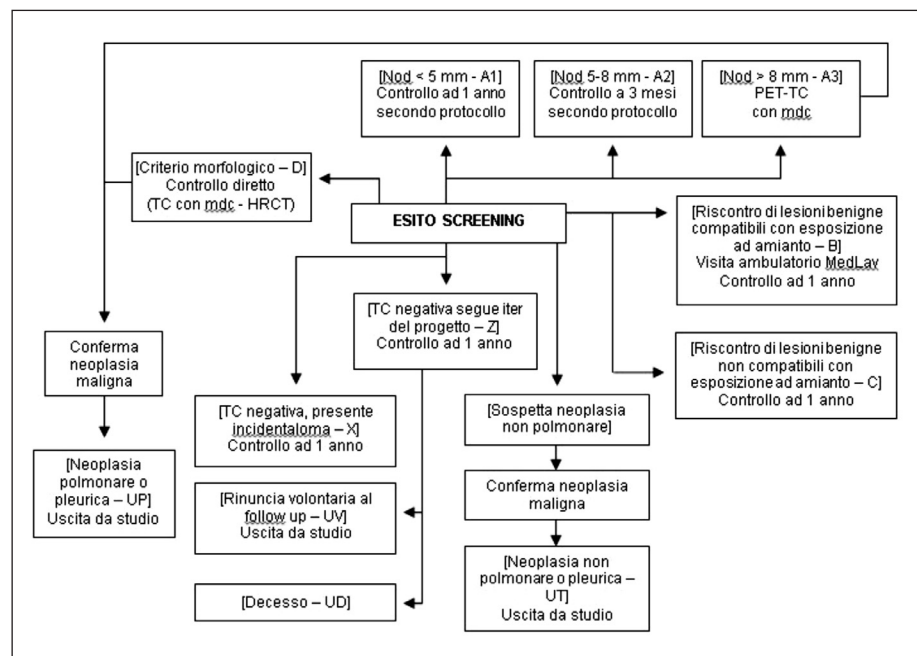 [Nod < 5 mm - A1]
Controllo ad 1 anno
secondo protocollo
[Nod 5-8 mm - A2]
Controllo a 3 mesi
secondo protocollo
[Nod > 8 mm - A3]
PET-TC
con mdc
[Criterio morfologico – D]
Controllo diretto
(TC con mdc - HRCT)
ESITO SCREENING
[Riscontro di lesioni benigne
compatibili con esposizione
ad amianto – B]
Visita ambulatorio MedLav
Controllo ad 1 anno
[TC negativa segue iter
del progetto – Z]
Controllo ad 1 anno
Conferma
neoplasia
maligna
[Riscontro di lesioni benigne
non compatibili con
esposizione ad amianto – C]
Controllo ad 1 anno
[TC negativa, presente
incidentaloma – X]
Controllo ad 1 anno
[Sospetta neoplasia
non polmonare]
[Neoplasia
polmonare o
pleurica – UP]
Uscita da studio
[Rinuncia volontaria al
follow up – UV]
Uscita da studio
Conferma neoplasia
maligna
[Neoplasia non
polmonare o pleurica –
UT]
Uscita da studio
[Decesso – UD]